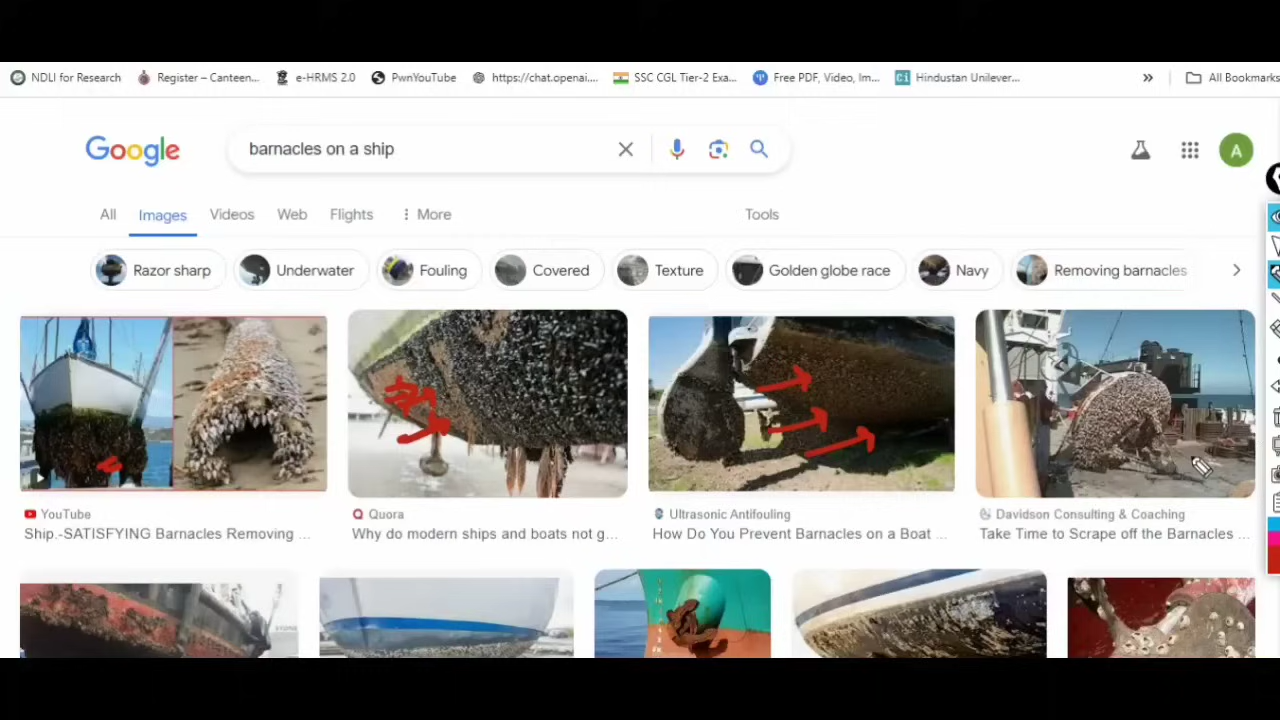 NDLI for Research Register – Canteen... e-HRMS 2.0 PwnYouTube https://chat.openai.... SSC CGL Tier-2 Exa... Free PDF, Video, Im... Ci Hindustan Unilever... » All Bookmarks
Google barnacles on a ship A
All Images Videos Web Flights More Tools
Razor sharp Underwater Fouling Covered Texture Golden globe race Navy Removing barnacles
YouTube Quora Ultrasonic Antifouling Davidson Consulting & Coaching
Ship.-SATISFYING Barnacles Removing ... Why do modern ships and boats not g... How Do You Prevent Barnacles on a Boat ... Take Time to Scrape off the Barnacles ...